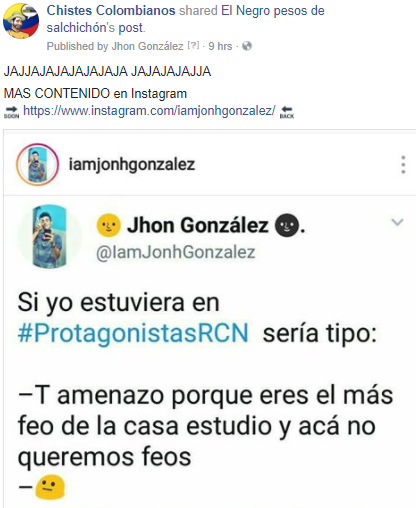 Chistes Colombianos shared El Negro pesos de
salchichón's post.
Published by Jhon González [?] · 9 hrs ·
JAJJAJAJAJAJAJAJA JAJAJAJAJJA
MAS CONTENIDO en Instagram
SOON https://www.instagram.com/iamjonhgonzalez/ BACK
iamjonhgonzalez
🌝 Jhon González 🌚.
@IamJonhGonzalez
Si yo estuviera en
#ProtagonistasRCN sería tipo:
–T amenazo porque eres el más
feo de la casa estudio y acá no
queremos feos
–😐